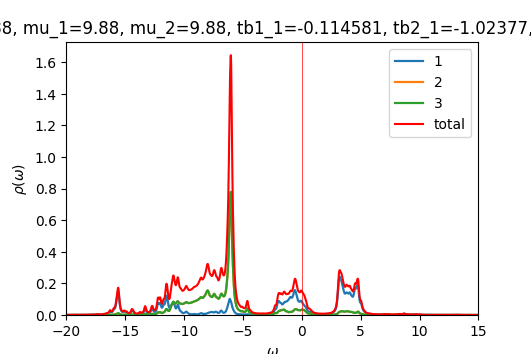 8, mu_1=9.88, mu_2=9.88, tb1_1=-0.114581, tb2_1=-1.02377,
1
2
3
total
ρ(ω)
1.6
1.4
1.2
1.0
0.8
0.6
0.4
0.2
0.0
−20 −15 −10 −5 0 5 10 15
ω